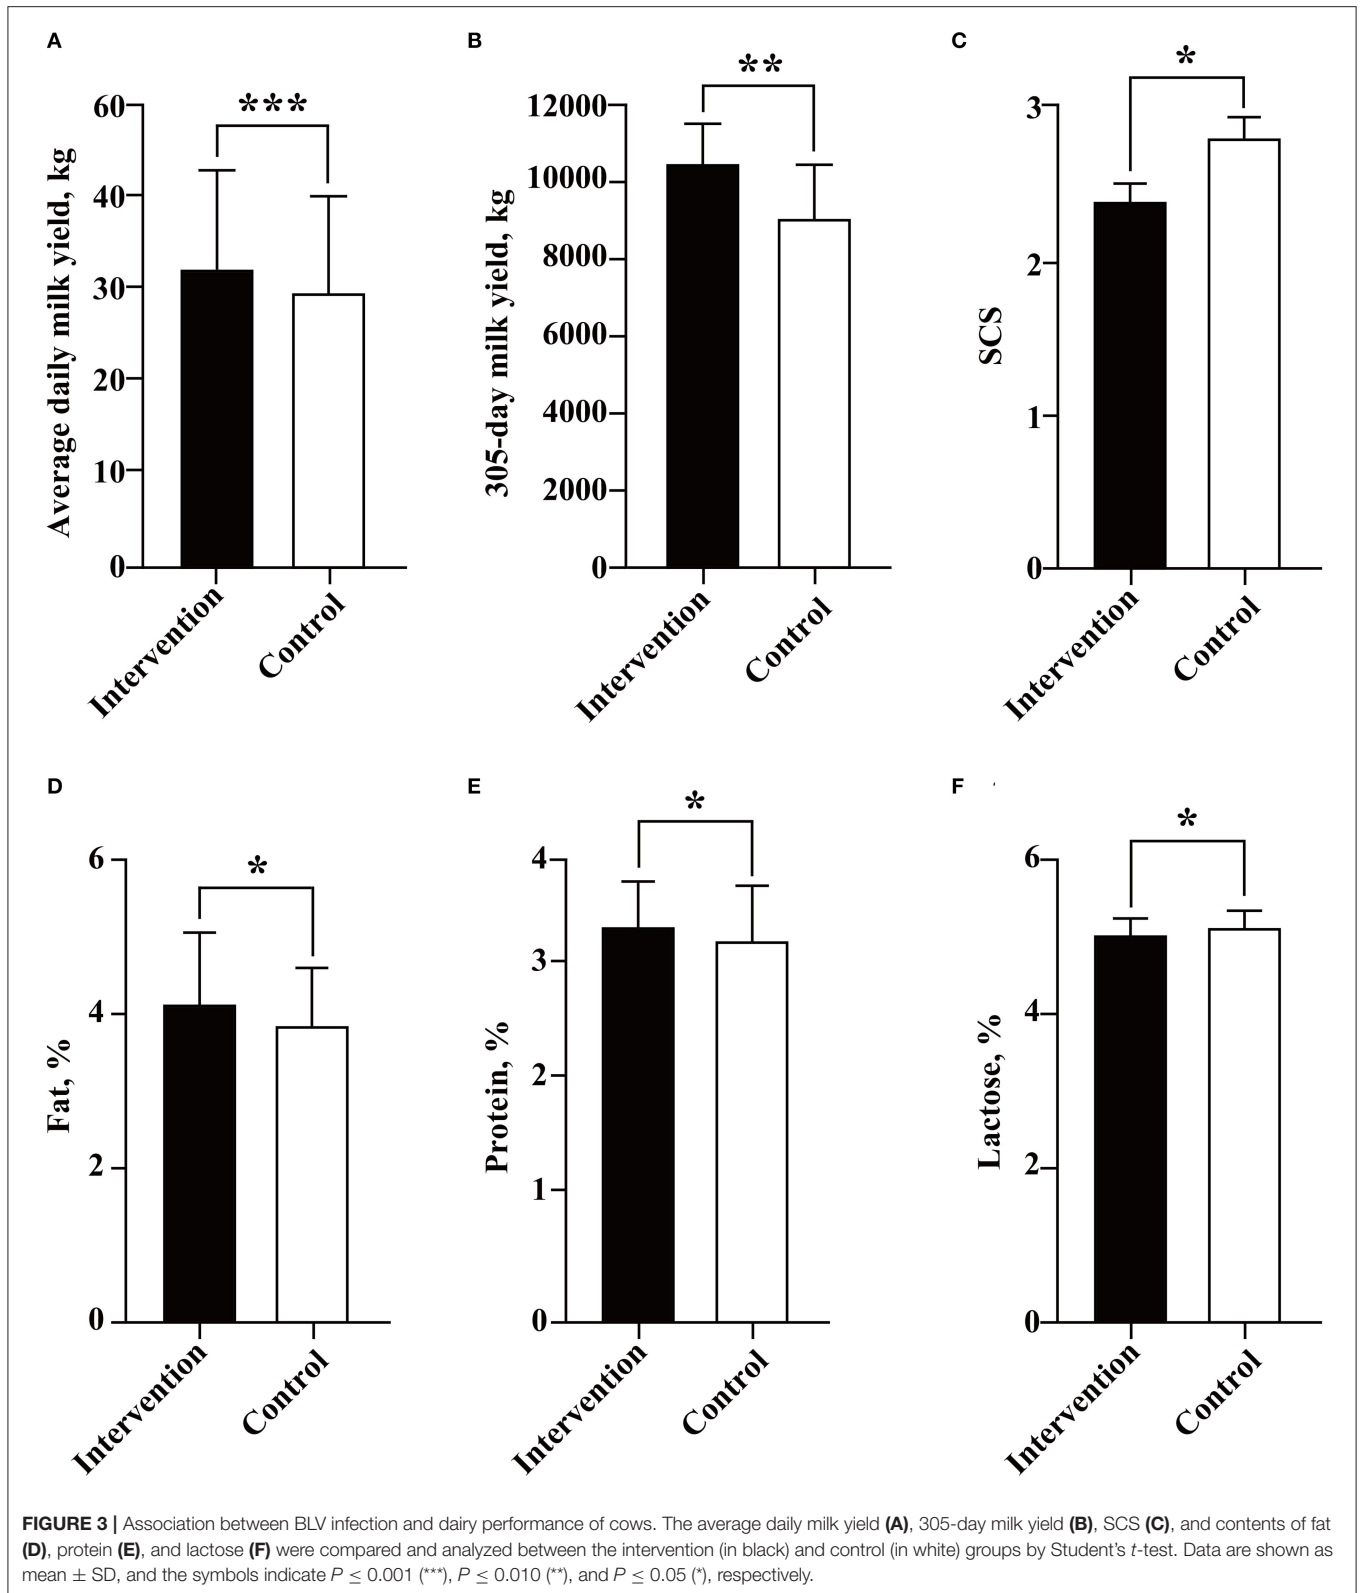 A
***
Average daily milk yield, kg
60
40
30
20
10
0
Intervention
Control
B
**
305-day milk yield, kg
12000
10000
8000
6000
4000
2000
0
Intervention
Control
C
*
SCS
3
2
1
0
Intervention
Control
D
*
Fat, %
6
4
2
0
Intervention
Control
E
*
Protein, %
4
3
2
1
0
Intervention
Control
F
*
Lactose, %
6
4
2
0
Intervention
Control
FIGURE 3 | Association between BLV infection and dairy performance of cows. The average daily milk yield (A), 305-day milk yield (B), SCS (C), and contents of fat
(D), protein (E), and lactose (F) were compared and analyzed between the intervention (in black) and control (in white) groups by Student's t-test. Data are shown as
mean ± SD, and the symbols indicate P ≤ 0.001 (***), P ≤ 0.010 (**), and P ≤ 0.05 (*), respectively.